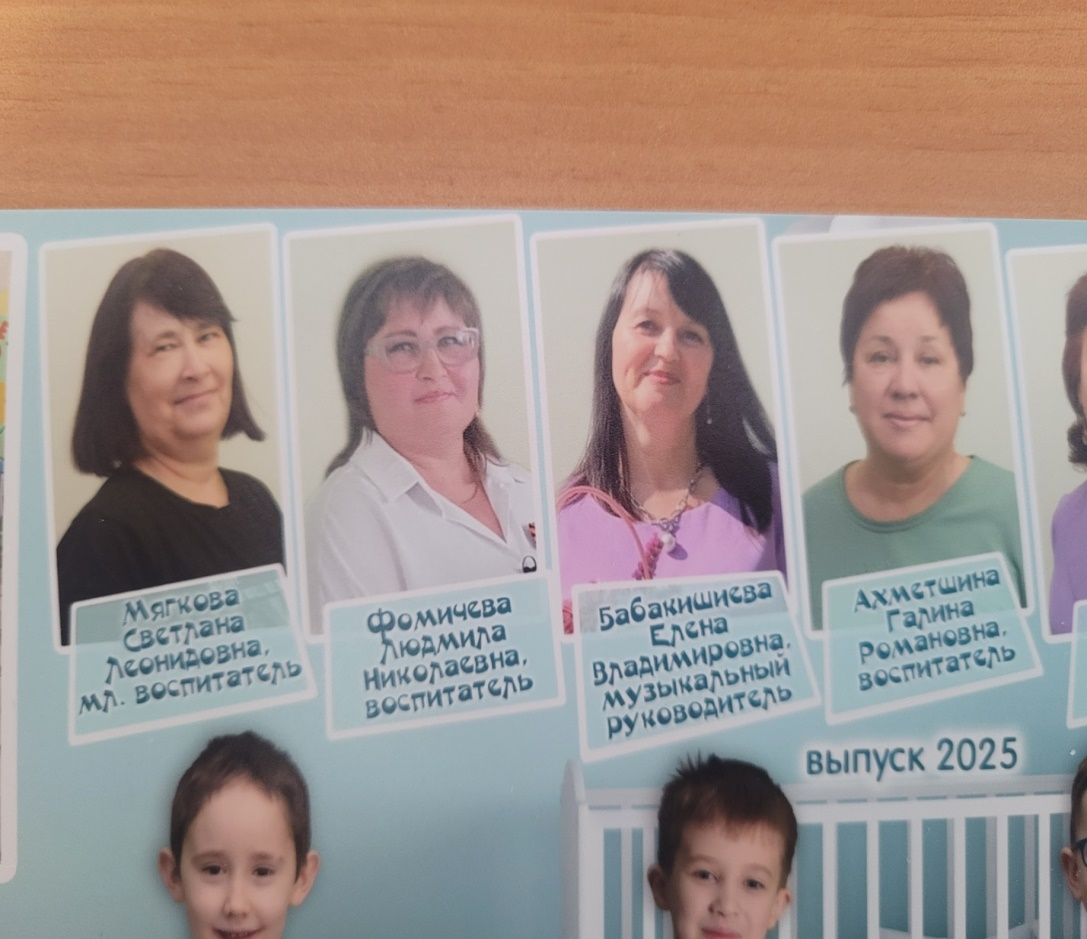 Мягкова
Светлана
Леонидовна,
мл. воспитатель
Фомичева
Людмила
Николаевна,
воспитатель
Бабакишиева
Елена
Владимировна,
музыкальный
руководитель
Ахметшина
Галина
Романовна,
воспитатель
выпуск 2025